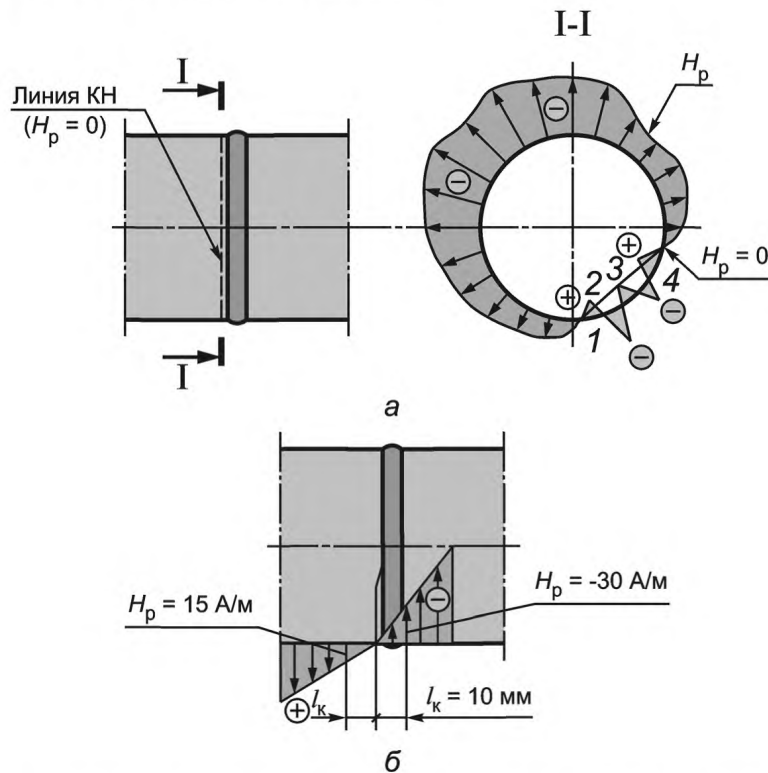 I-I
I
Линия КН
(Hр = 0)
Hр
Hр = 0
+
+
2
3
4
1
I
а
Hр = 15 А/м
Hр = -30 А/м
lк
lк = 10 мм
б